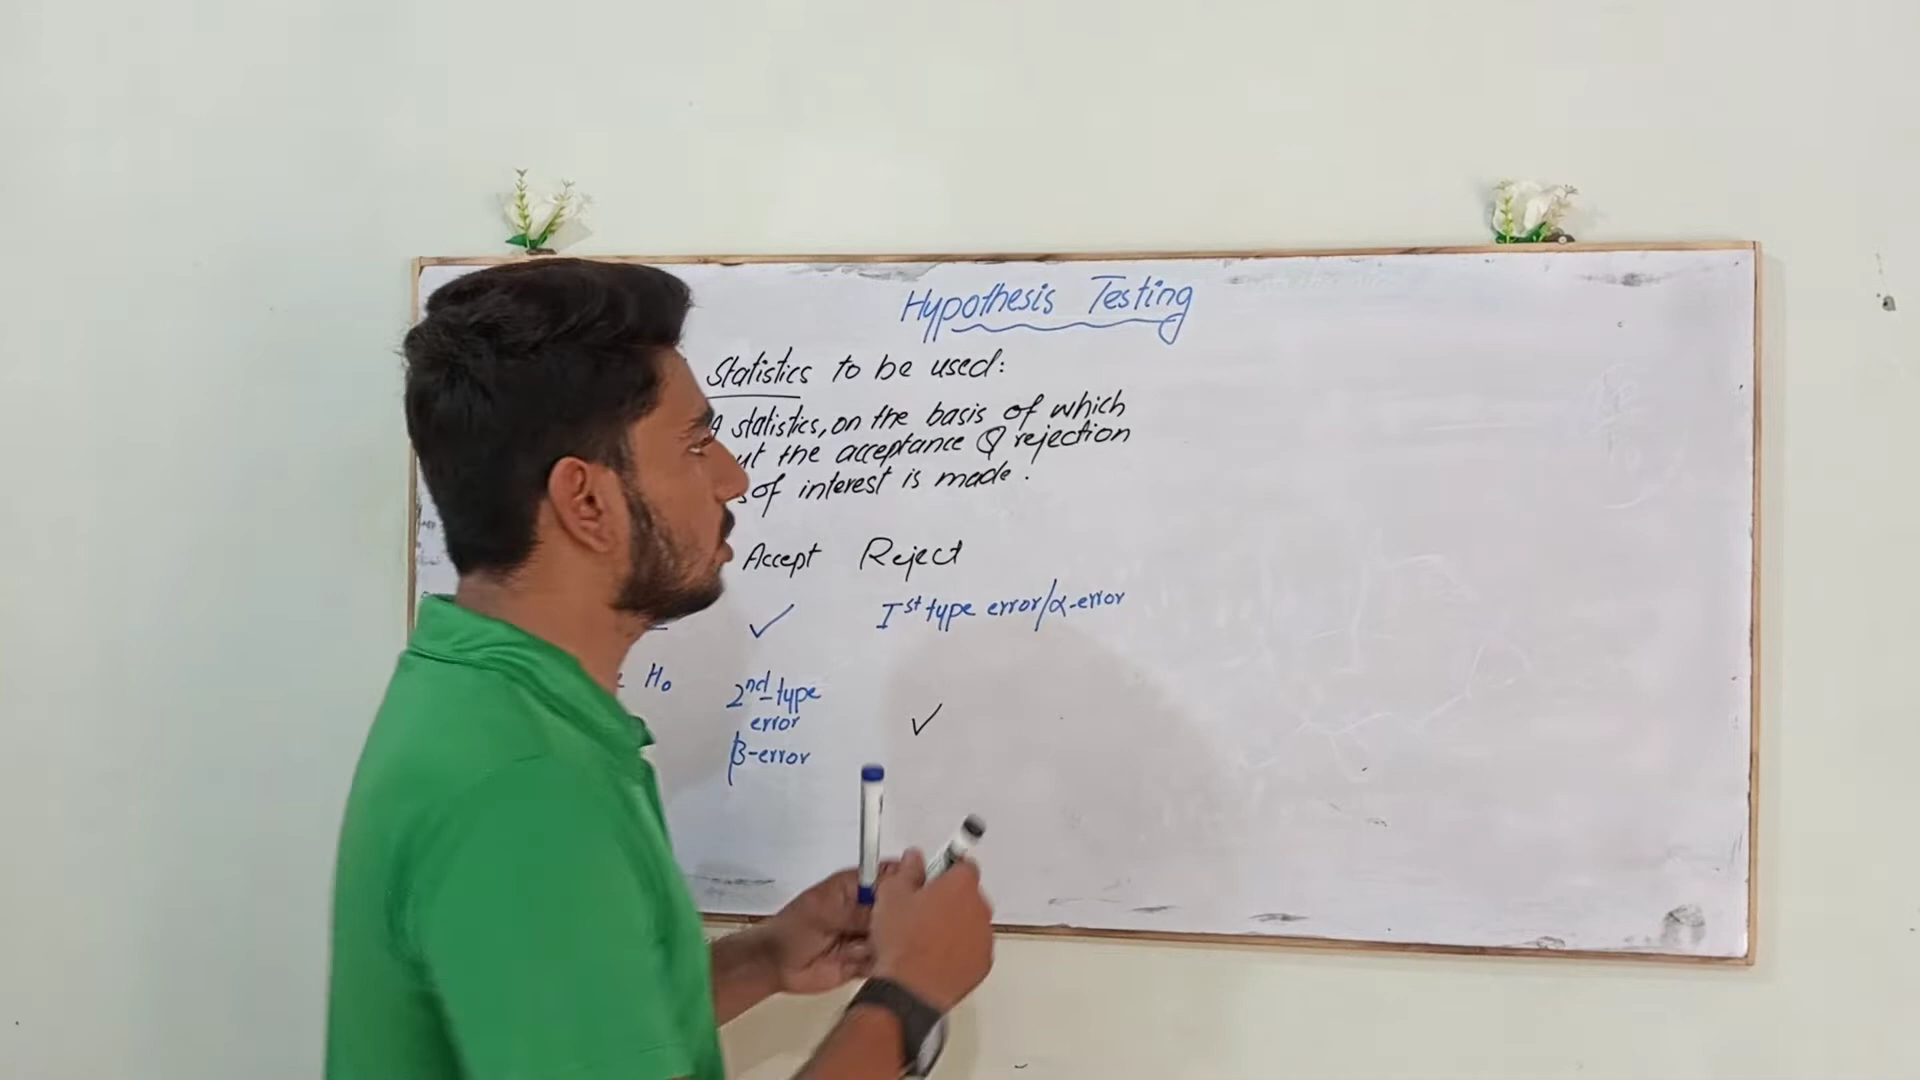 Hypothesis Testing
Statistics to be used:
statistics, on the basis of which
the acceptance & rejection
of interest is made.
Accept Reject
✓ Ist type error/α-error
H₀ 2nd type
error ✓
β-error